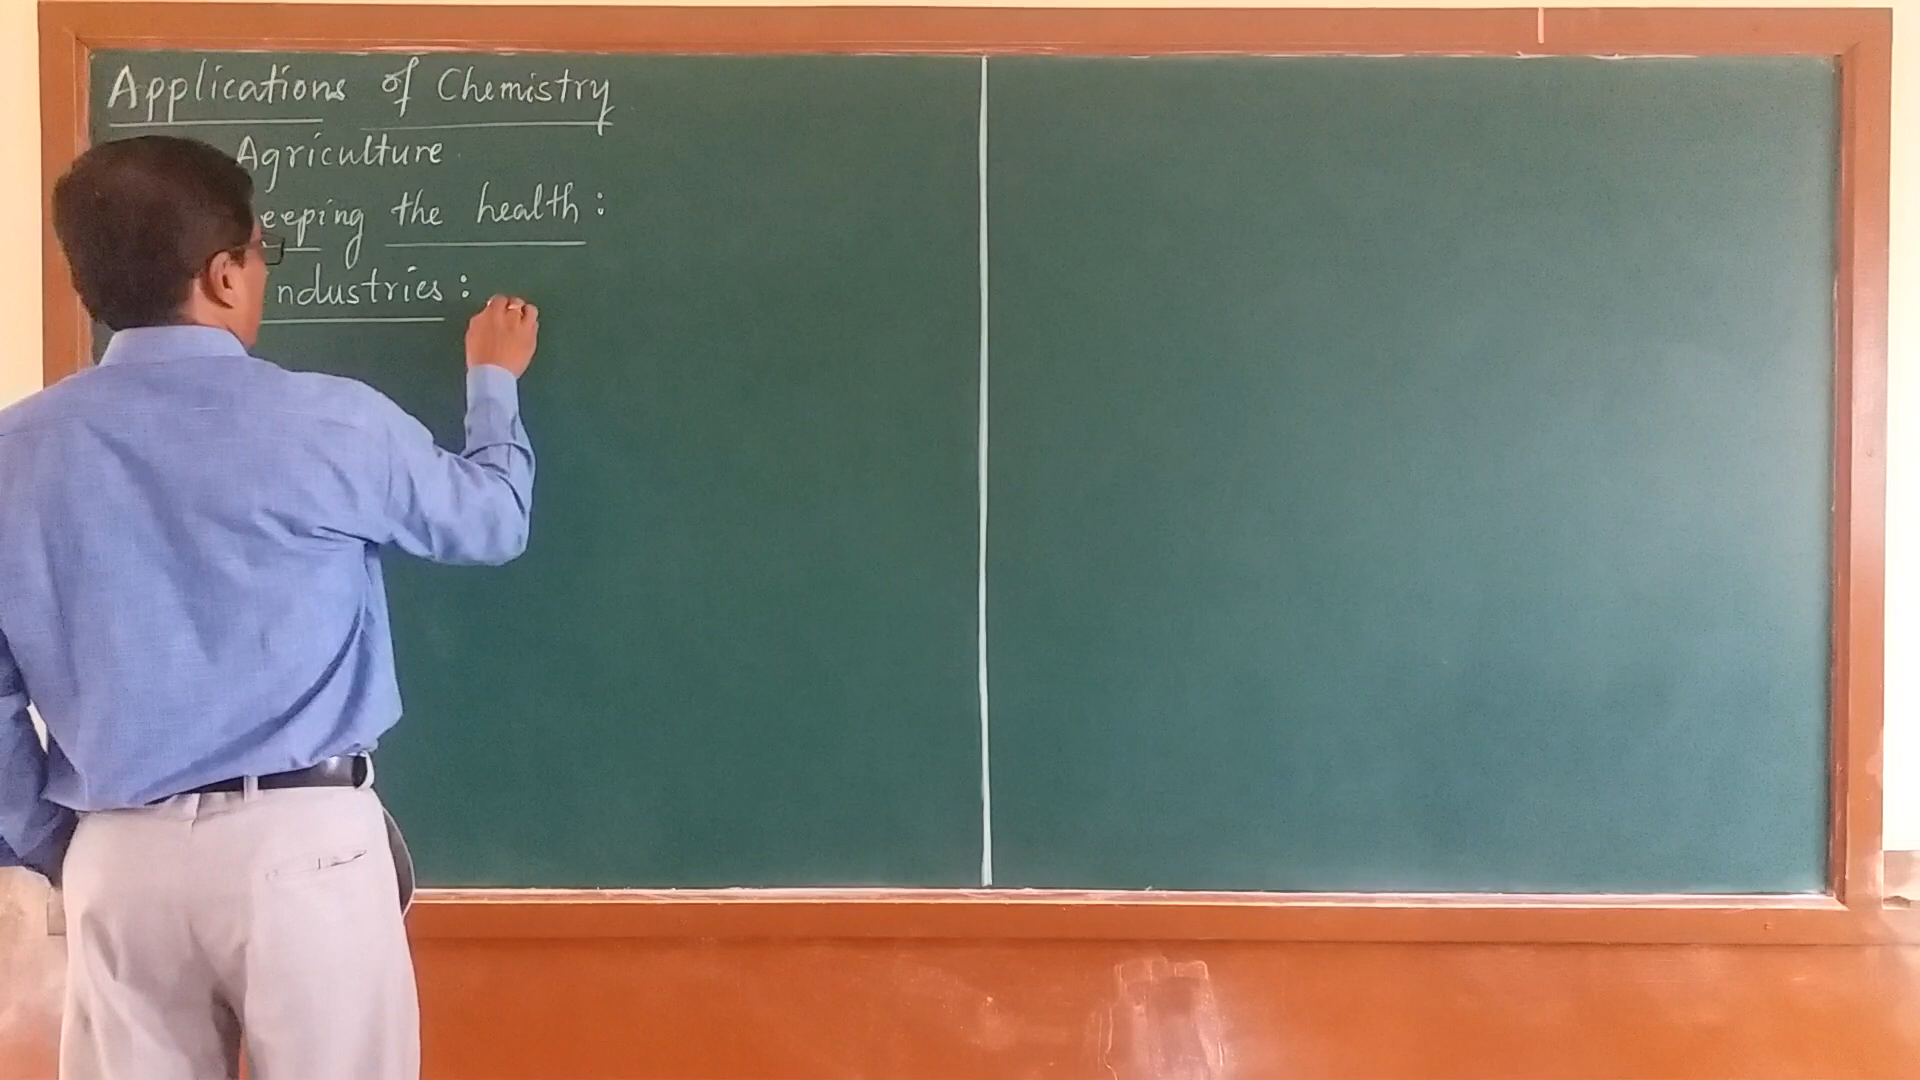 Applications of Chemistry
Agriculture
eeping the health :
ndustries :